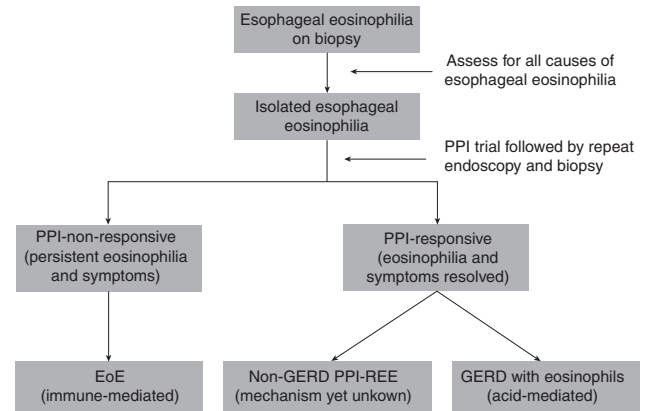 Esophageal eosinophilia
on biopsy
Assess for all causes of
esophageal eosinophilia
Isolated esophageal
eosinophilia
PPI trial followed by repeat
endoscopy and biopsy
PPI-non-responsive
(persistent eosinophilia
and symptoms)
PPI-responsive
(eosinophilia and
symptoms resolved)
EoE
(immune-mediated)
Non-GERD PPI-REE
(mechanism yet unkown)
GERD with eosinophils
(acid-mediated)